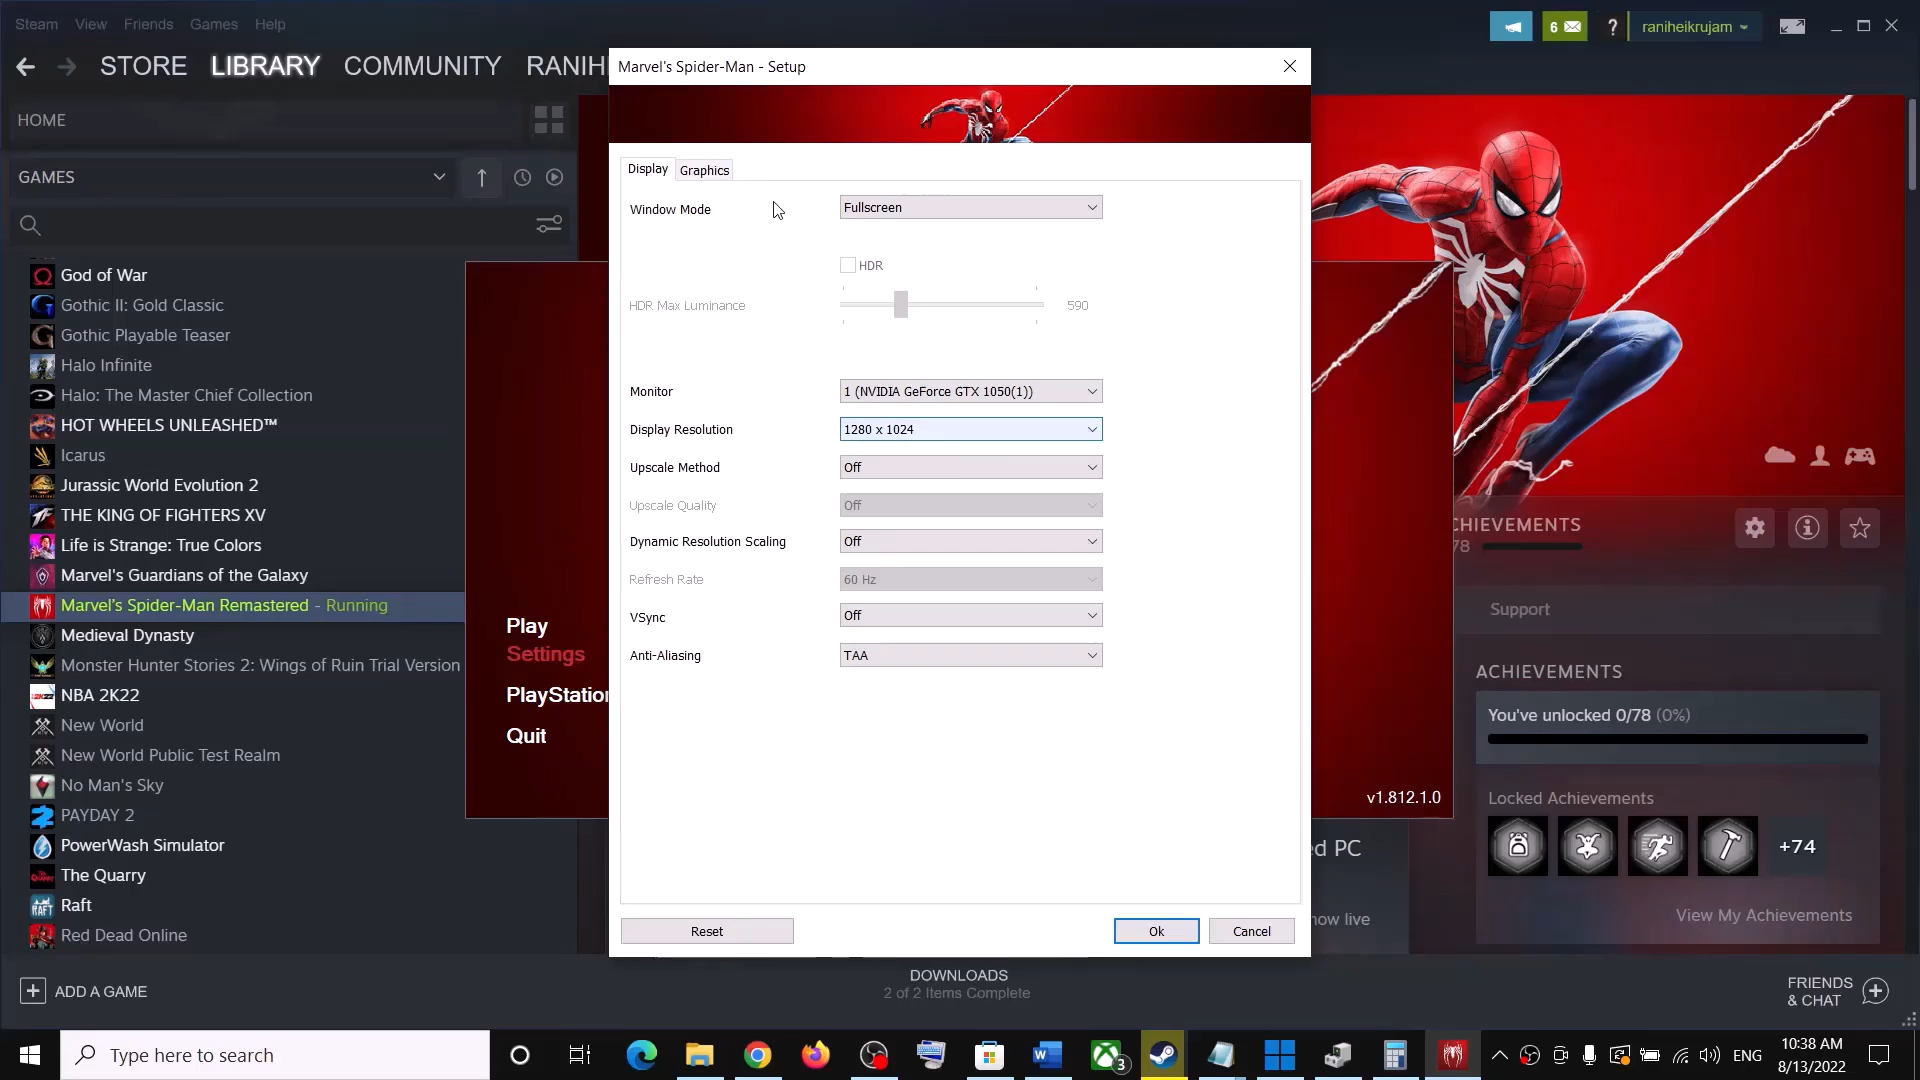 Steam View Friends Games Help
6
?
raniheikrujam
STORE LIBRARY COMMUNITY RANIH
HOME
GAMES
God of War
Gothic II: Gold Classic
Gothic Playable Teaser
Halo Infinite
Halo: The Master Chief Collection
HOT WHEELS UNLEASHED™
Icarus
Jurassic World Evolution 2
THE KING OF FIGHTERS XV
Life is Strange: True Colors
Marvel's Guardians of the Galaxy
Marvel's Spider-Man Remastered - Running
Medieval Dynasty
Monster Hunter Stories 2: Wings of Ruin Trial Version
NBA 2K22
New World
New World Public Test Realm
No Man's Sky
PAYDAY 2
PowerWash Simulator
The Quarry
Raft
Red Dead Online
ADD A GAME
Play
Settings
PlayStation
Quit
Marvel's Spider-Man - Setup
Display Graphics
Window Mode Fullscreen
HDR
HDR Max Luminance 590
Monitor 1 (NVIDIA GeForce GTX 1050(1))
Display Resolution 1280 x 1024
Upscale Method Off
Upscale Quality Off
Dynamic Resolution Scaling Off
Refresh Rate 60 Hz
VSync Off
Anti-Aliasing TAA
Reset Ok Cancel
v1.812.1.0
CHIEVEMENTS
78
Support
ACHIEVEMENTS
You've unlocked 0/78 (0%)
Locked Achievements
+74
View My Achievements
ed PC
now live
DOWNLOADS
2 of 2 Items Complete
FRIENDS
& CHAT
Type here to search
3
ENG
10:38 AM
8/13/2022